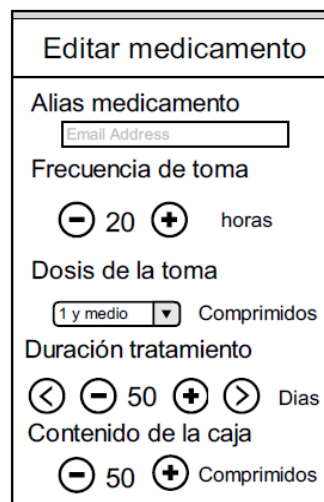 Editar medicamento
Alias medicamento
Email Address
Frecuencia de toma
20 horas
Dosis de la toma
1 y medio Comprimidos
Duración tratamiento
50 Dias
Contenido de la caja
50 Comprimidos